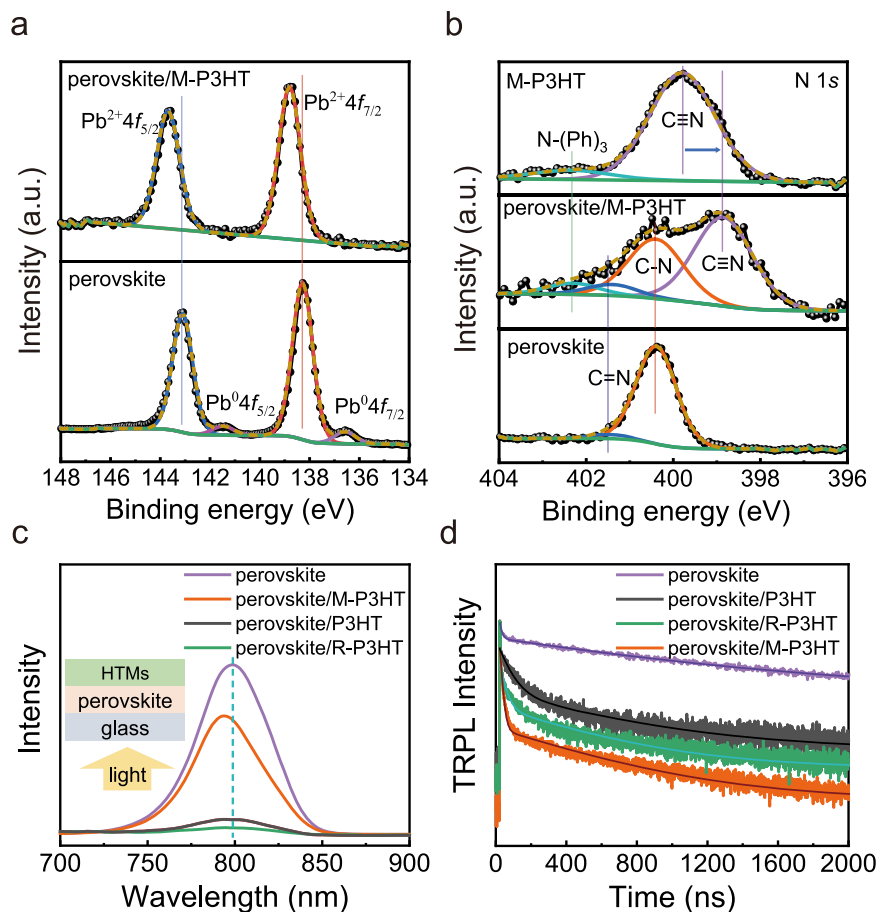 a
perovskite/M-P3HT
Pb²⁺4f₅/₂
Pb²⁺4f₇/₂
perovskite
Pb⁰4f₅/₂
Pb⁰4f₇/₂
Intensity (a.u.)
148 146 144 142 140 138 136 134
Binding energy (eV)
b
M-P3HT
N 1s
N-(Ph)₃
C≡N
perovskite/M-P3HT
C-N
C≡N
perovskite
C=N
Intensity (a.u.)
404 402 400 398 396
Binding energy (eV)
c
perovskite
perovskite/M-P3HT
perovskite/P3HT
perovskite/R-P3HT
HTMs
perovskite
glass
light
Intensity
700 750 800 850 900
Wavelength (nm)
d
perovskite
perovskite/P3HT
perovskite/R-P3HT
perovskite/M-P3HT
TRPL Intensity
0 400 800 1200 1600 2000
Time (ns)